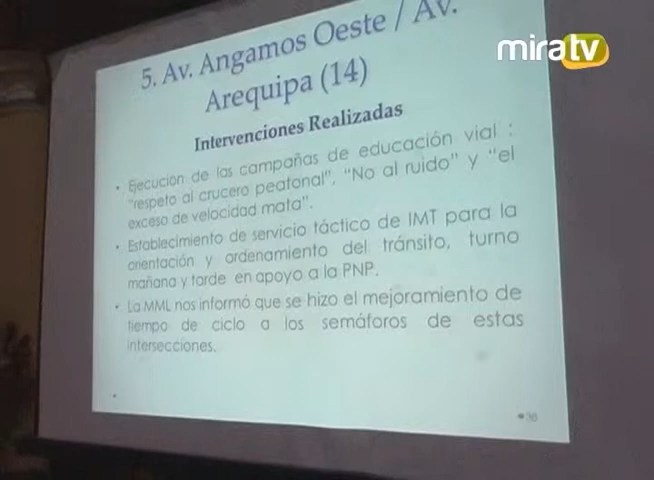 miratv
5. Av. Angamos Oeste / Av.
Arequipa (14)
Intervenciones Realizadas
• Ejecución de las campañas de educación vial :
"respeto al crucero peatonal", "No al ruido" y "el
exceso de velocidad mata".
• Establecimiento de servicio táctico de IMT para la
orientación y ordenamiento del tránsito, turno
mañana y tarde en apoyo a la PNP.
• La MML nos informó que se hizo el mejoramiento de
tiempo de ciclo a los semáforos de estas
intersecciones.